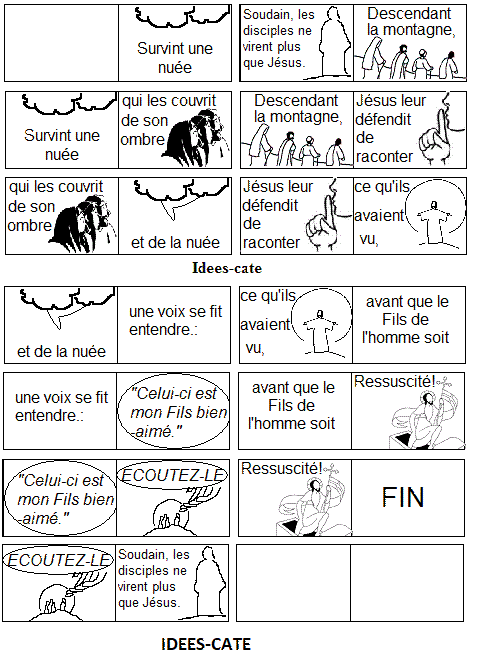 Survint une
nuée
Soudain, les
disciples ne
virent plus
que Jésus.
Descendant
la montagne,
Survint une
nuée
qui les couvrit
de son
ombre
Descendant
la montagne,
Jésus leur
défendit
de
raconter
qui les couvrit
de son
ombre
et de la nuée
Jésus leur
défendit
de
raconter
ce qu'ils
avaient
vu,
Idees-cate
et de la nuée
une voix se fit
entendre.:
ce qu'ils
avaient
vu,
avant que le
Fils de
l'homme soit
une voix se fit
entendre.:
"Celui-ci est
mon Fils bien
-aimé."
avant que le
Fils de
l'homme soit
Ressuscité!
"Celui-ci est
mon Fils bien
-aimé."
ECOUTEZ-LE
Ressuscité!
FIN
ECOUTEZ-LE
Soudain, les
disciples ne
virent plus
que Jésus.
IDEES-CATE